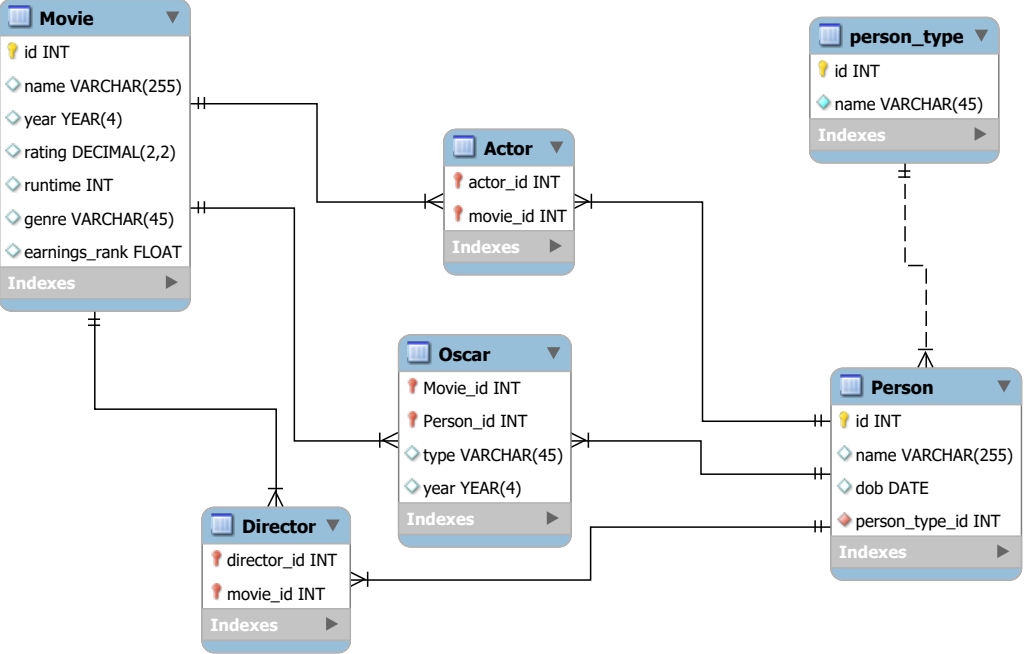 Movie
id INT
name VARCHAR(255)
year YEAR(4)
rating DECIMAL(2,2)
runtime INT
genre VARCHAR(45)
earnings_rank FLOAT
Indexes
person_type
id INT
name VARCHAR(45)
Indexes
Actor
actor_id INT
movie_id INT
Indexes
Oscar
Movie_id INT
Person_id INT
type VARCHAR(45)
year YEAR(4)
Indexes
Person
id INT
name VARCHAR(255)
dob DATE
person_type_id INT
Indexes
Director
director_id INT
movie_id INT
Indexes